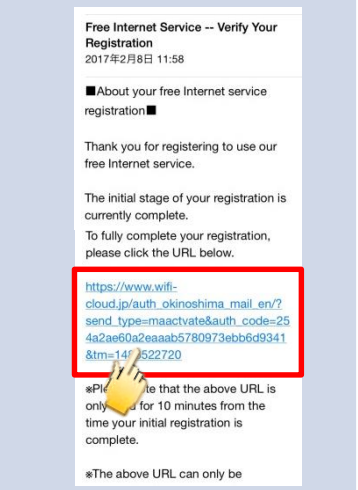 Free Internet Service -- Verify Your
Registration
2017年2月8日 11:58
■About your free Internet service
registration■
Thank you for registering to use our
free Internet service.
The initial stage of your registration is
currently complete.
To fully complete your registration,
please click the URL below.
https://www.wifi-
cloud.jp/auth_okinoshima_mail_en/?
send_type=maactvate&auth_code=25
4a2ae60a2eaaab5780973ebb6d9341
&tm=14 522720
※ te that the above URL is
only for 10 minutes from the
time your initial registration is
complete.
※The above URL can only be